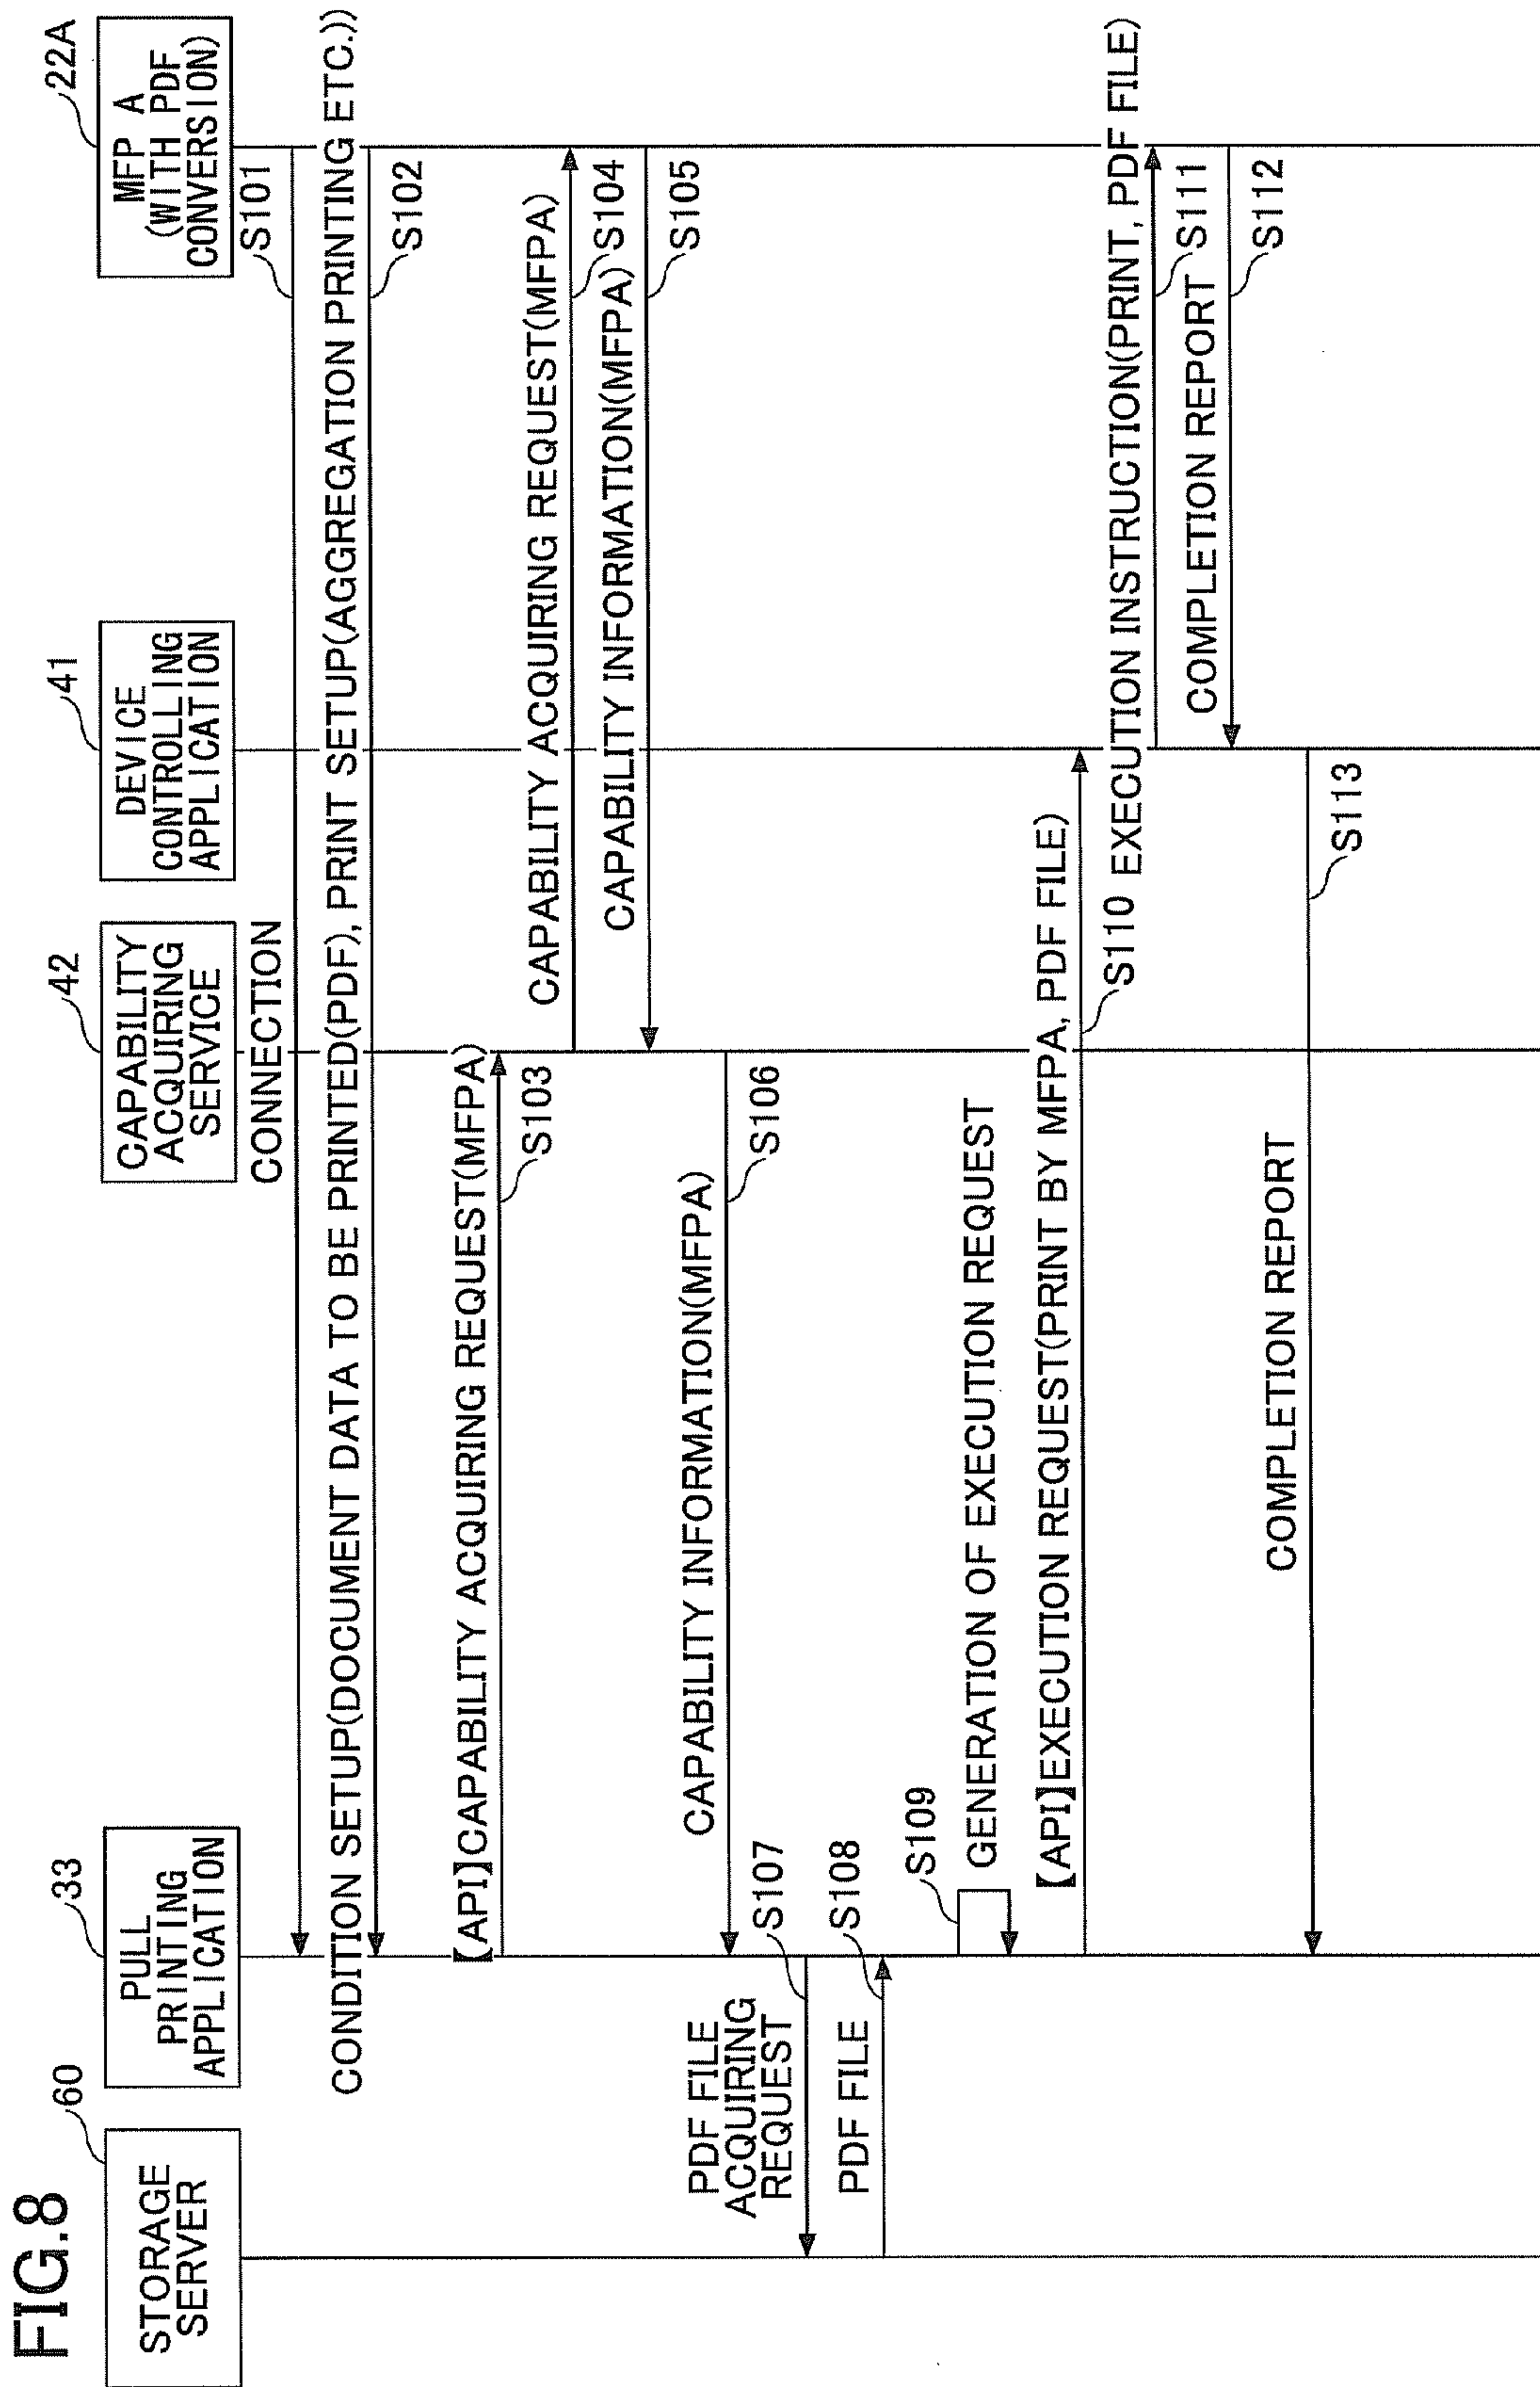 FIG.8
60
STORAGE
SERVER
33
PULL
PRINTING
APPLICATION
42
CAPABILITY
ACQUIRING
SERVICE
41
DEVICE
CONTROLLING
APPLICATION
22A
MFP A
(WITH PDF
CONVERSION)
CONNECTION
S101
CONDITION SETUP(DOCUMENT DATA TO BE PRINTED(PDF), PRINT SETUP(AGGREGATION PRINTING ETC.))
S102
【API】CAPABILITY ACQUIRING REQUEST(MFPA)
S103
CAPABILITY ACQUIRING REQUEST(MFPA)
S104
CAPABILITY INFORMATION(MFPA)
S105
CAPABILITY INFORMATION(MFPA)
S106
PDF FILE
ACQUIRING
REQUEST
S107
PDF FILE
S108
S109
GENERATION OF EXECUTION REQUEST
【API】EXECUTION REQUEST(PRINT BY MFPA, PDF FILE)
S110
EXECUTION INSTRUCTION(PRINT, PDF FILE)
S111
COMPLETION REPORT
S112
COMPLETION REPORT
S113